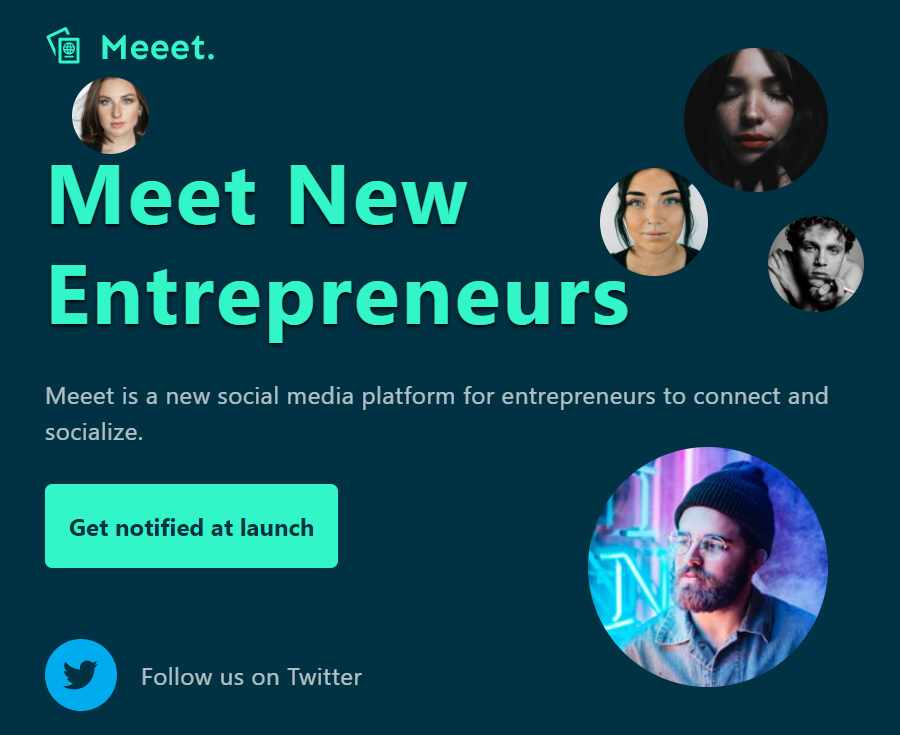 Meeet.
Meet New
Entrepreneurs
Meeet is a new social media platform for entrepreneurs to connect and
socialize.
Get notified at launch
N
Follow us on Twitter